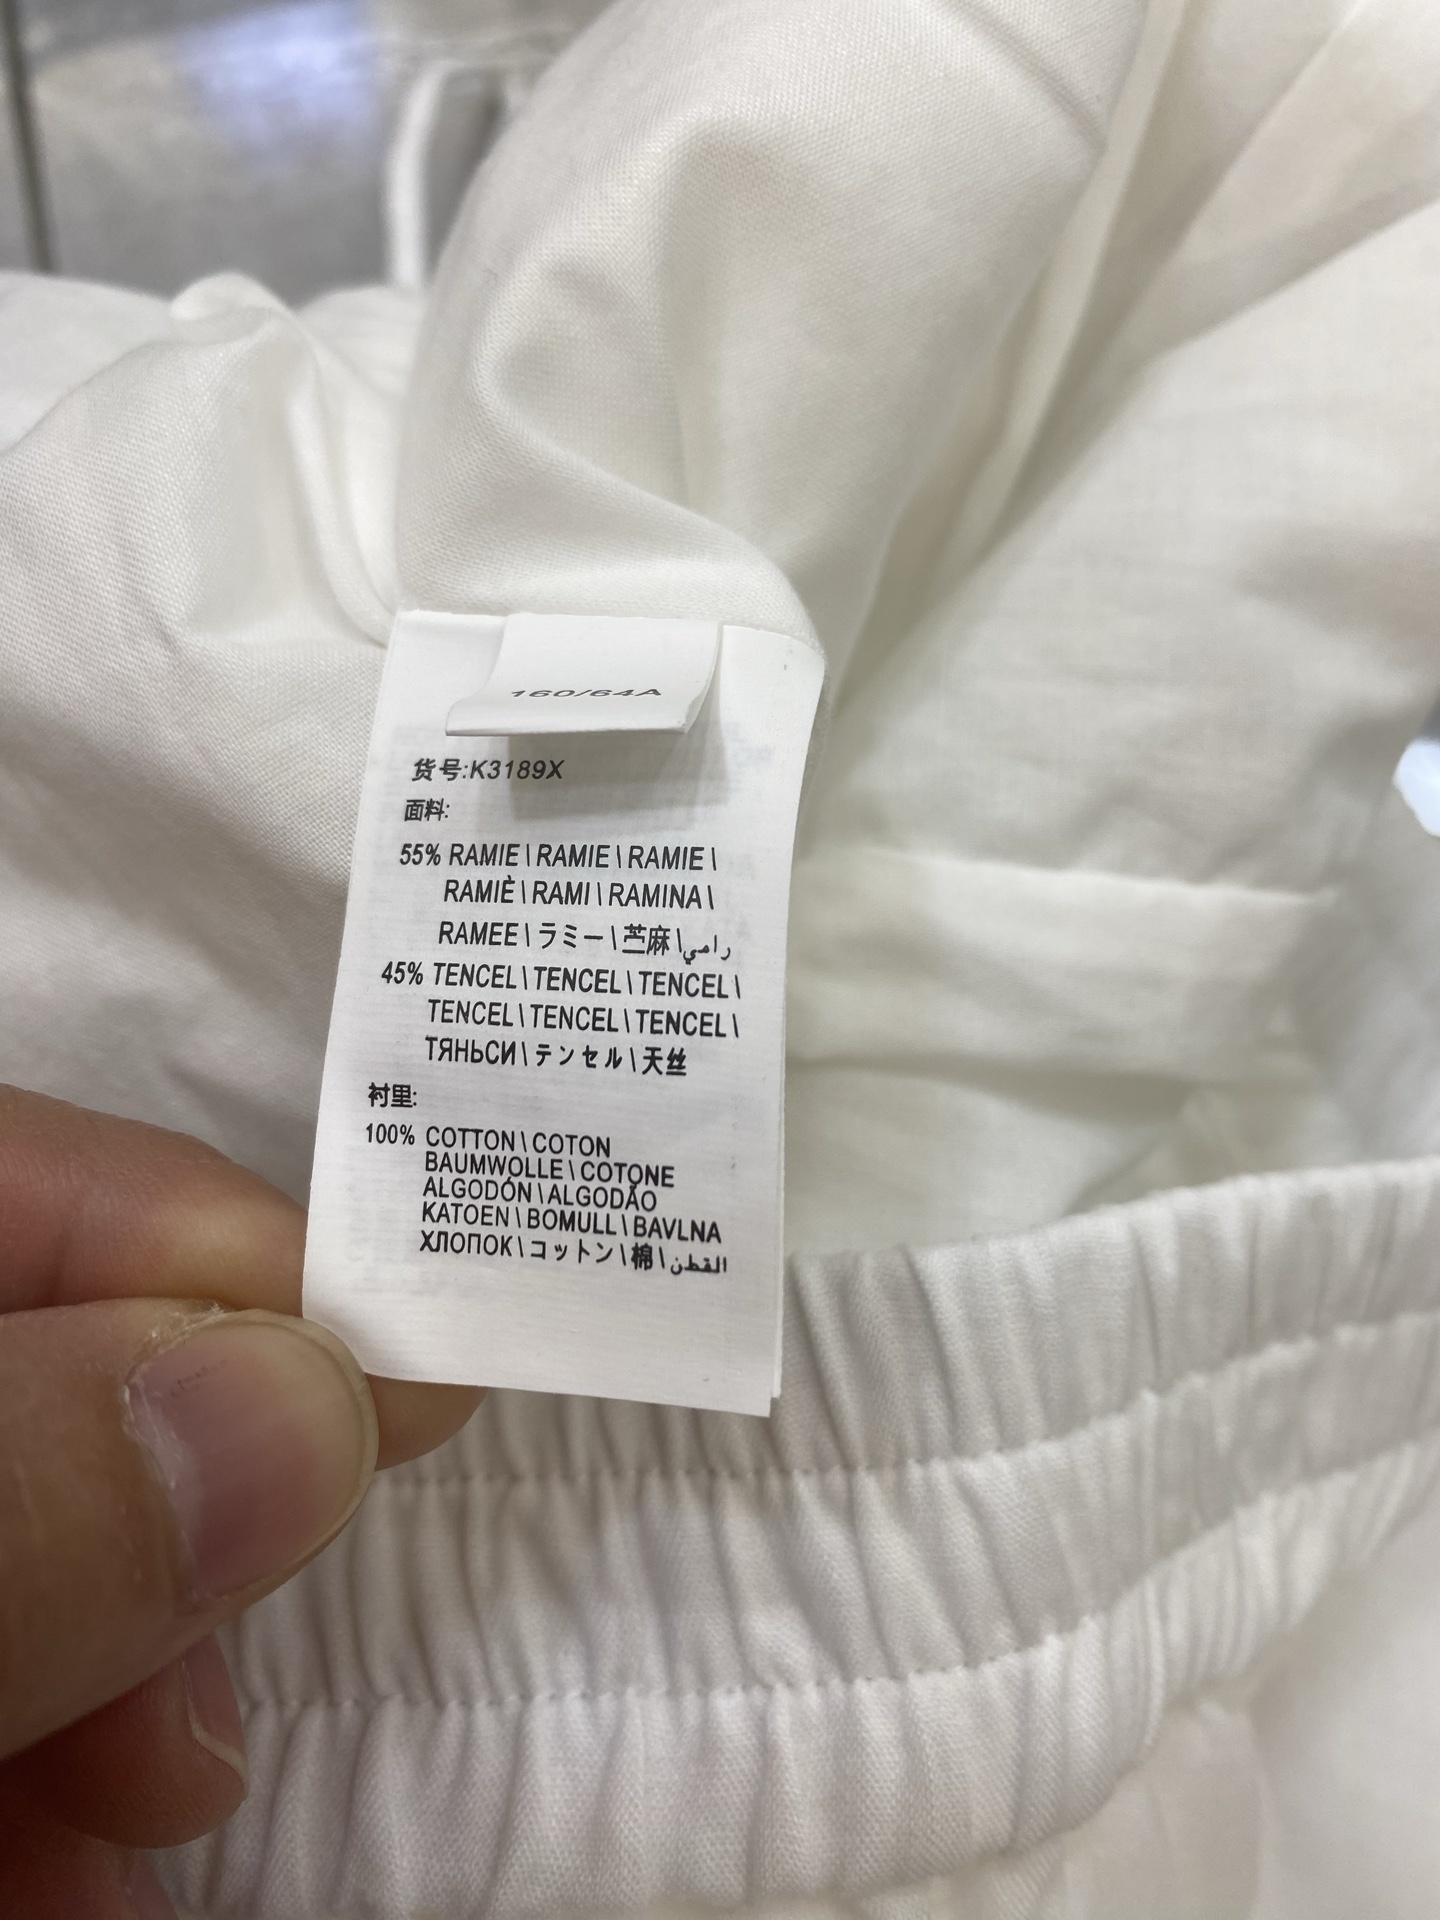 160/64A
货号:K3189X
面料:
55% RAMIE\RAMIE\RAMIE\
RAMIÈ\RAMI\RAMINA\
RAMEE\ラミー\苎麻\رامي
45% TENCEL\TENCEL\TENCEL\
TENCEL\TENCEL\TENCEL\
ТЯНЬСИ\テンセル\天丝
衬里:
100% COTTON\COTON
BAUMWOLLE\COTONE
ALGODÓN\ALGODÃO
KATOEN\BOMULL\BAVLNA
ХЛОПОК\コットン\棉\القطن